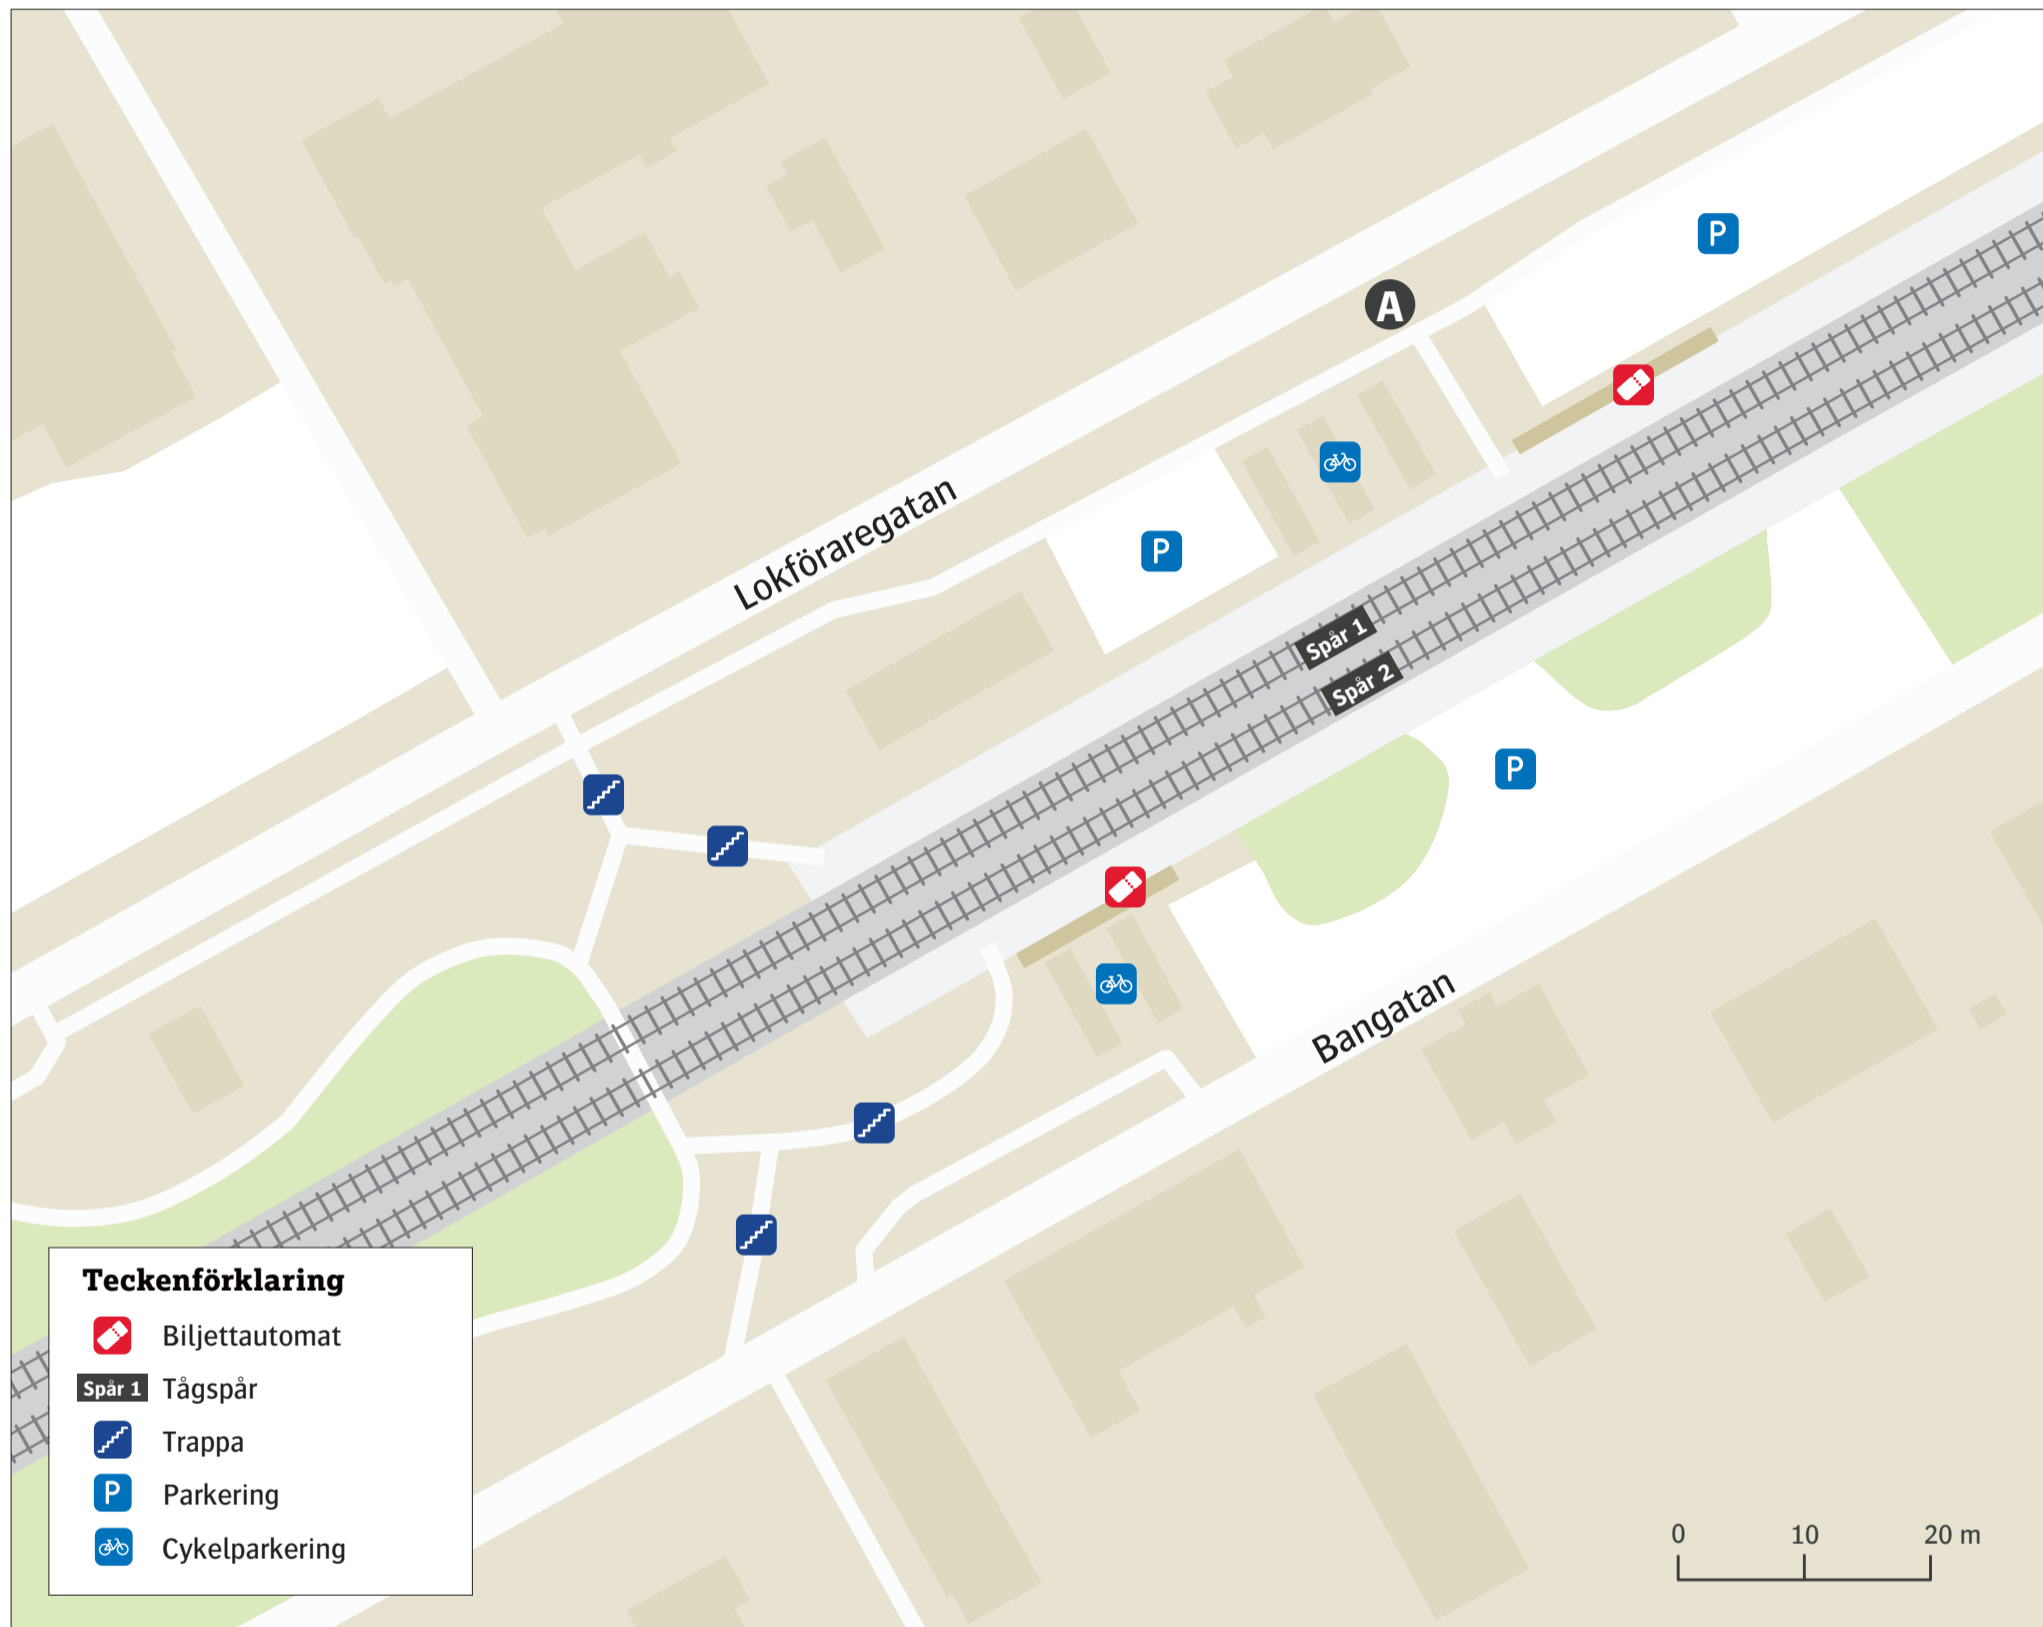 P
A
Lokföraregatan
P
Spår 1
Spår 2
P
Bangatan
Teckenförklaring
Biljettautomat
Spår 1 Tågspår
Trappa
P Parkering
Cykelparkering
0 10 20 m